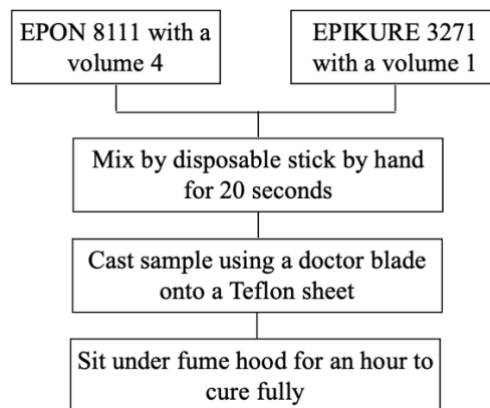 EPON 8111 with a
volume 4
EPIKURE 3271
with a volume 1
Mix by disposable stick by hand
for 20 seconds
Cast sample using a doctor blade
onto a Teflon sheet
Sit under fume hood for an hour to
cure fully